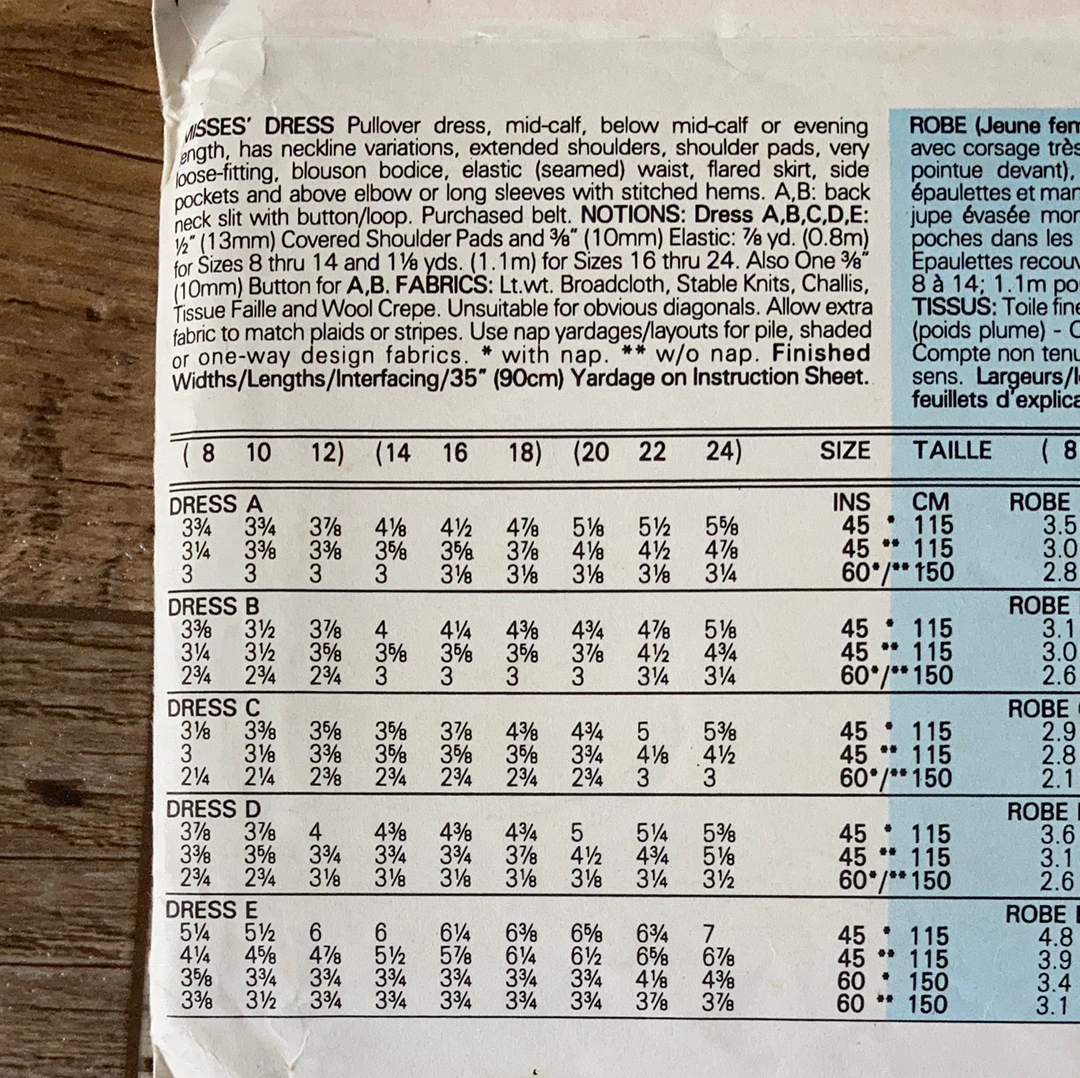 MISSES' DRESS Pullover dress, mid-calf, below mid-calf or evening
length, has neckline variations, extended shoulders, shoulder pads, very
loose-fitting, blouson bodice, elastic (seamed) waist, flared skirt, side
pockets and above elbow or long sleeves with stitched hems. A,B: back
neck slit with button/loop. Purchased belt. NOTIONS: Dress A,B,C,D,E:
½" (13mm) Covered Shoulder Pads and ⅜" (10mm) Elastic: ⅞ yd. (0.8m)
for Sizes 8 thru 14 and 1⅛ yds. (1.1m) for Sizes 16 thru 24. Also One ⅜"
(10mm) Button for A,B. FABRICS: Lt.wt. Broadcloth, Stable Knits, Challis,
Tissue Faille and Wool Crepe. Unsuitable for obvious diagonals. Allow extra
fabric to match plaids or stripes. Use nap yardages/layouts for pile, shaded
or one-way design fabrics. * with nap. ** w/o nap. Finished
Widths/Lengths/Interfacing/35" (90cm) Yardage on Instruction Sheet.
ROBE (Jeune fem
avec corsage très
pointue devant),
épaulettes et man
jupe évasée mon
poches dans les
Epaulettes recouv
8 à 14; 1.1m po
TISSUS: Toile fine
(poids plume) - C
Compte non tenu
sens. Largeurs/l
feuillets d'explica
( 8 10 12) (14 16 18) (20 22 24) SIZE TAILLE ( 8
DRESS A INS CM ROBE
3¾ 3¾ 3⅞ 4⅛ 4½ 4⅞ 5⅛ 5½ 5⅝ 45 * 115 3.5
3¼ 3⅜ 3⅜ 3⅝ 3⅝ 3⅞ 4⅛ 4½ 4⅞ 45 ** 115 3.0
3 3 3 3 3⅛ 3⅛ 3⅛ 3⅛ 3¼ 60*/** 150 2.8
DRESS B ROBE
3⅜ 3½ 3⅞ 4 4¼ 4⅜ 4¾ 4⅞ 5⅛ 45 * 115 3.1
3¼ 3½ 3⅝ 3⅝ 3⅝ 3⅝ 3⅞ 4½ 4¾ 45 ** 115 3.0
2¾ 2¾ 2¾ 3 3 3 3 3¼ 3¼ 60*/** 150 2.6
DRESS C ROBE
3⅛ 3⅜ 3⅝ 3⅝ 3⅞ 4⅜ 4¾ 5 5⅜ 45 * 115 2.9
3 3⅛ 3⅜ 3⅝ 3⅝ 3⅝ 3¾ 4⅛ 4½ 45 ** 115 2.8
2¼ 2¼ 2⅜ 2¾ 2¾ 2¾ 2¾ 3 3 60*/** 150 2.1
DRESS D ROBE
3⅞ 3⅞ 4 4⅜ 4⅜ 4¾ 5 5¼ 5⅜ 45 * 115 3.6
3⅜ 3⅝ 3¾ 3¾ 3¾ 3⅞ 4½ 4¾ 5⅛ 45 ** 115 3.1
2¾ 2¾ 3⅛ 3⅛ 3⅛ 3⅛ 3⅛ 3¼ 3½ 60*/** 150 2.6
DRESS E ROBE
5¼ 5½ 6 6 6¼ 6⅜ 6⅝ 6¾ 7 45 * 115 4.8
4¼ 4⅝ 4⅞ 5½ 5⅞ 6¼ 6½ 6⅝ 6⅞ 45 ** 115 3.9
3⅝ 3¾ 3¾ 3¾ 3¾ 3¾ 3¾ 4⅛ 4⅜ 60 * 150 3.4
3⅜ 3½ 3¾ 3¾ 3¾ 3¾ 3¾ 3⅞ 3⅞ 60 ** 150 3.1